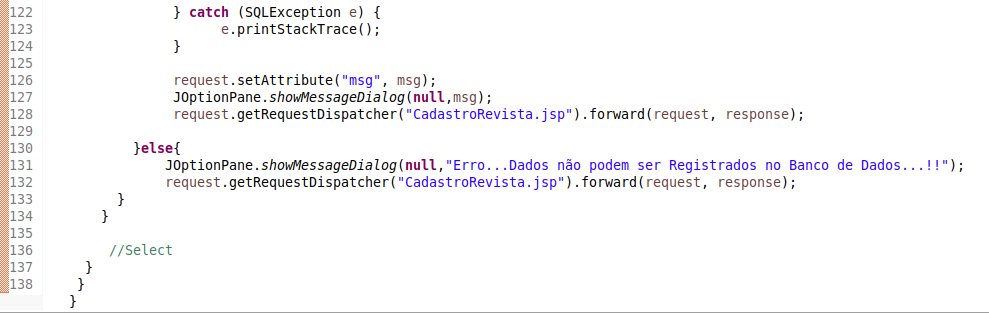 122 } catch (SQLException e) {
123 e.printStackTrace();
124 }
125
126 request.setAttribute("msg", msg);
127 JOptionPane.showMessageDialog(null,msg);
128 request.getRequestDispatcher("CadastroRevista.jsp").forward(request, response);
129
130 }else{
131 JOptionPane.showMessageDialog(null,"Erro...Dados não podem ser Registrados no Banco de Dados...!!");
132 request.getRequestDispatcher("CadastroRevista.jsp").forward(request, response);
133 }
134 }
135
136 //Select
137 }
138 }
}